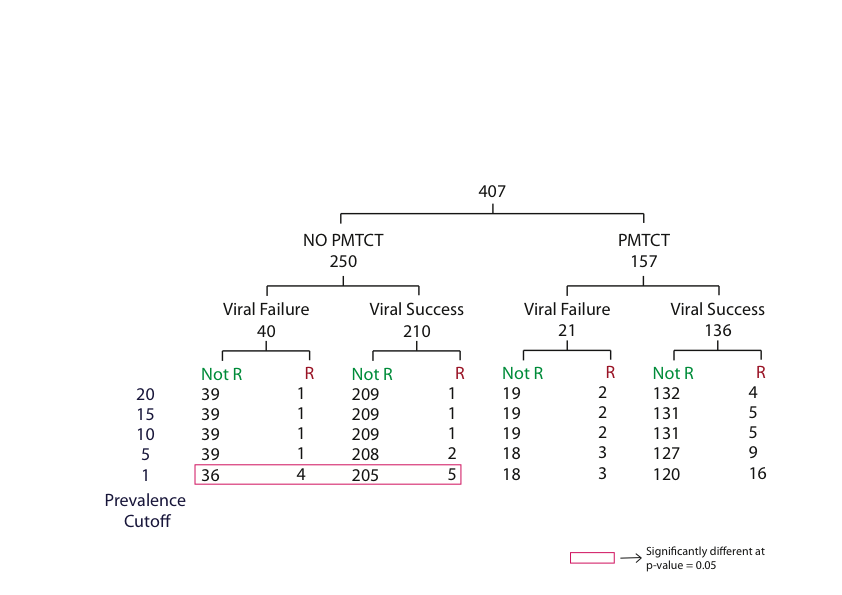 407
NO PMTCT PMTCT
250 157
Viral Failure Viral Success Viral Failure Viral Success
40 210 21 136
Not R R Not R R Not R R Not R R
20 39 1 209 1 19 2 132 4
15 39 1 209 1 19 2 131 5
10 39 1 209 1 19 2 131 5
5 39 1 208 2 18 3 127 9
1 36 4 205 5 18 3 120 16
Prevalence
Cutoff
Significantly different at
p-value = 0.05